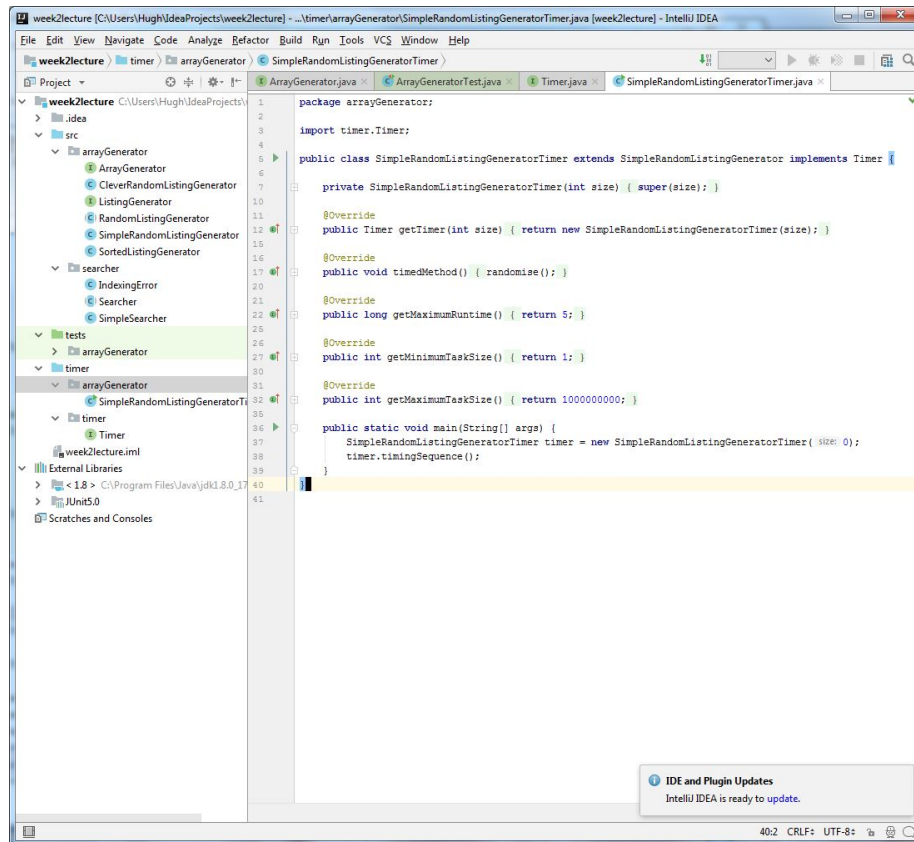 week2lecture [C:\Users\Hugh\IdeaProjects\week2lecture] - ...\timer\arrayGenerator\SimpleRandomListingGeneratorTimer.java [week2lecture] - IntelliJ IDEA
File Edit View Navigate Code Analyze Refactor Build Run Tools VCS Window Help
week2lecture timer arrayGenerator SimpleRandomListingGeneratorTimer
Project
ArrayGenerator.java ArrayGeneratorTest.java Timer.java SimpleRandomListingGeneratorTimer.java
week2lecture C:\Users\Hugh\IdeaProjects\
.idea
src
arrayGenerator
ArrayGenerator
CleverRandomListingGenerator
ListingGenerator
RandomListingGenerator
SimpleRandomListingGenerator
SortedListingGenerator
searcher
IndexingError
Searcher
SimpleSearcher
tests
arrayGenerator
timer
arrayGenerator
SimpleRandomListingGeneratorTi
timer
Timer
week2lecture.iml
External Libraries
< 1.8 > C:\Program Files\Java\jdk1.8.0_17
JUnit5.0
Scratches and Consoles
1 package arrayGenerator;
2
3 import timer.Timer;
4
5 public class SimpleRandomListingGeneratorTimer extends SimpleRandomListingGenerator implements Timer {
6
7 private SimpleRandomListingGeneratorTimer(int size) { super(size); }
10
11 @Override
12 public Timer getTimer(int size) { return new SimpleRandomListingGeneratorTimer(size); }
15
16 @Override
17 public void timedMethod() { randomise(); }
20
21 @Override
22 public long getMaximumRuntime() { return 5; }
25
26 @Override
27 public int getMinimumTaskSize() { return 1; }
30
31 @Override
32 public int getMaximumTaskSize() { return 1000000000; }
35
36 public static void main(String[] args) {
37 SimpleRandomListingGeneratorTimer timer = new SimpleRandomListingGeneratorTimer( size: 0);
38 timer.timingSequence();
39 }
40 }
41
IDE and Plugin Updates
IntelliJ IDEA is ready to update.
40:2 CRLF UTF-8